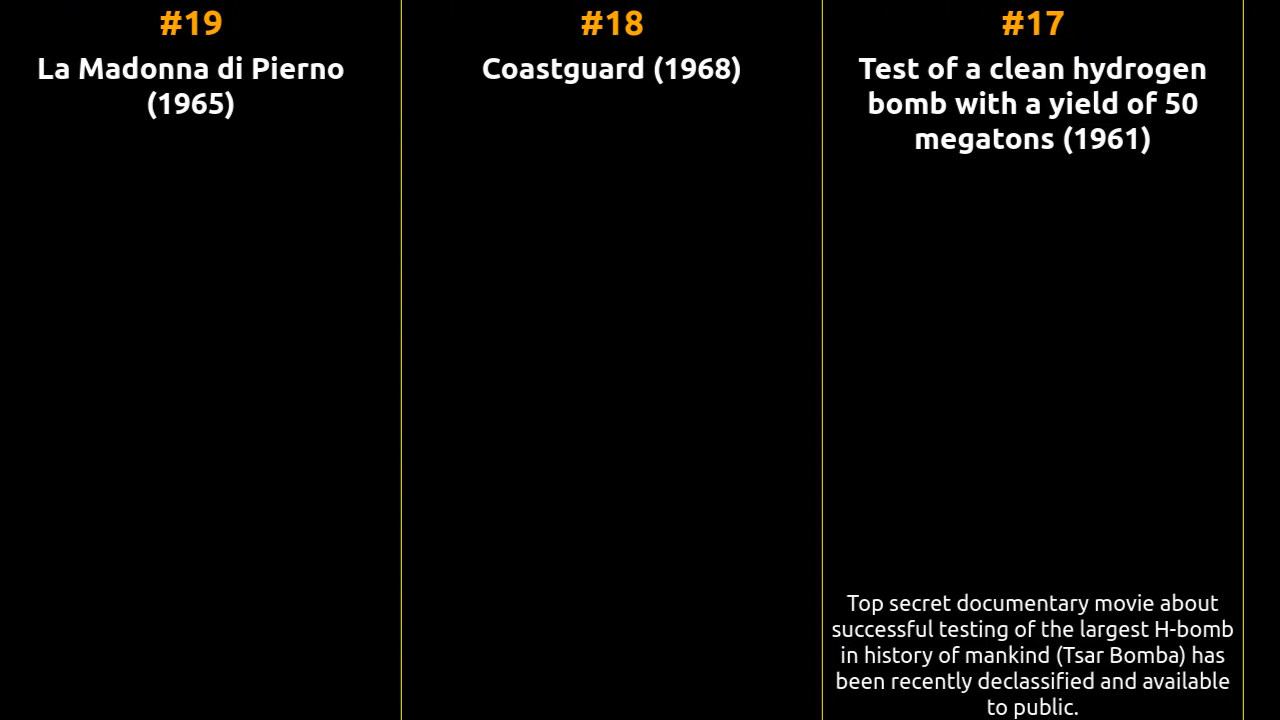 #19
La Madonna di Pierno
(1965)
#18
Coastguard (1968)
#17
Test of a clean hydrogen
bomb with a yield of 50
megatons (1961)
Top secret documentary movie about
successful testing of the largest H-bomb
in history of mankind (Tsar Bomba) has
been recently declassified and available
to public.